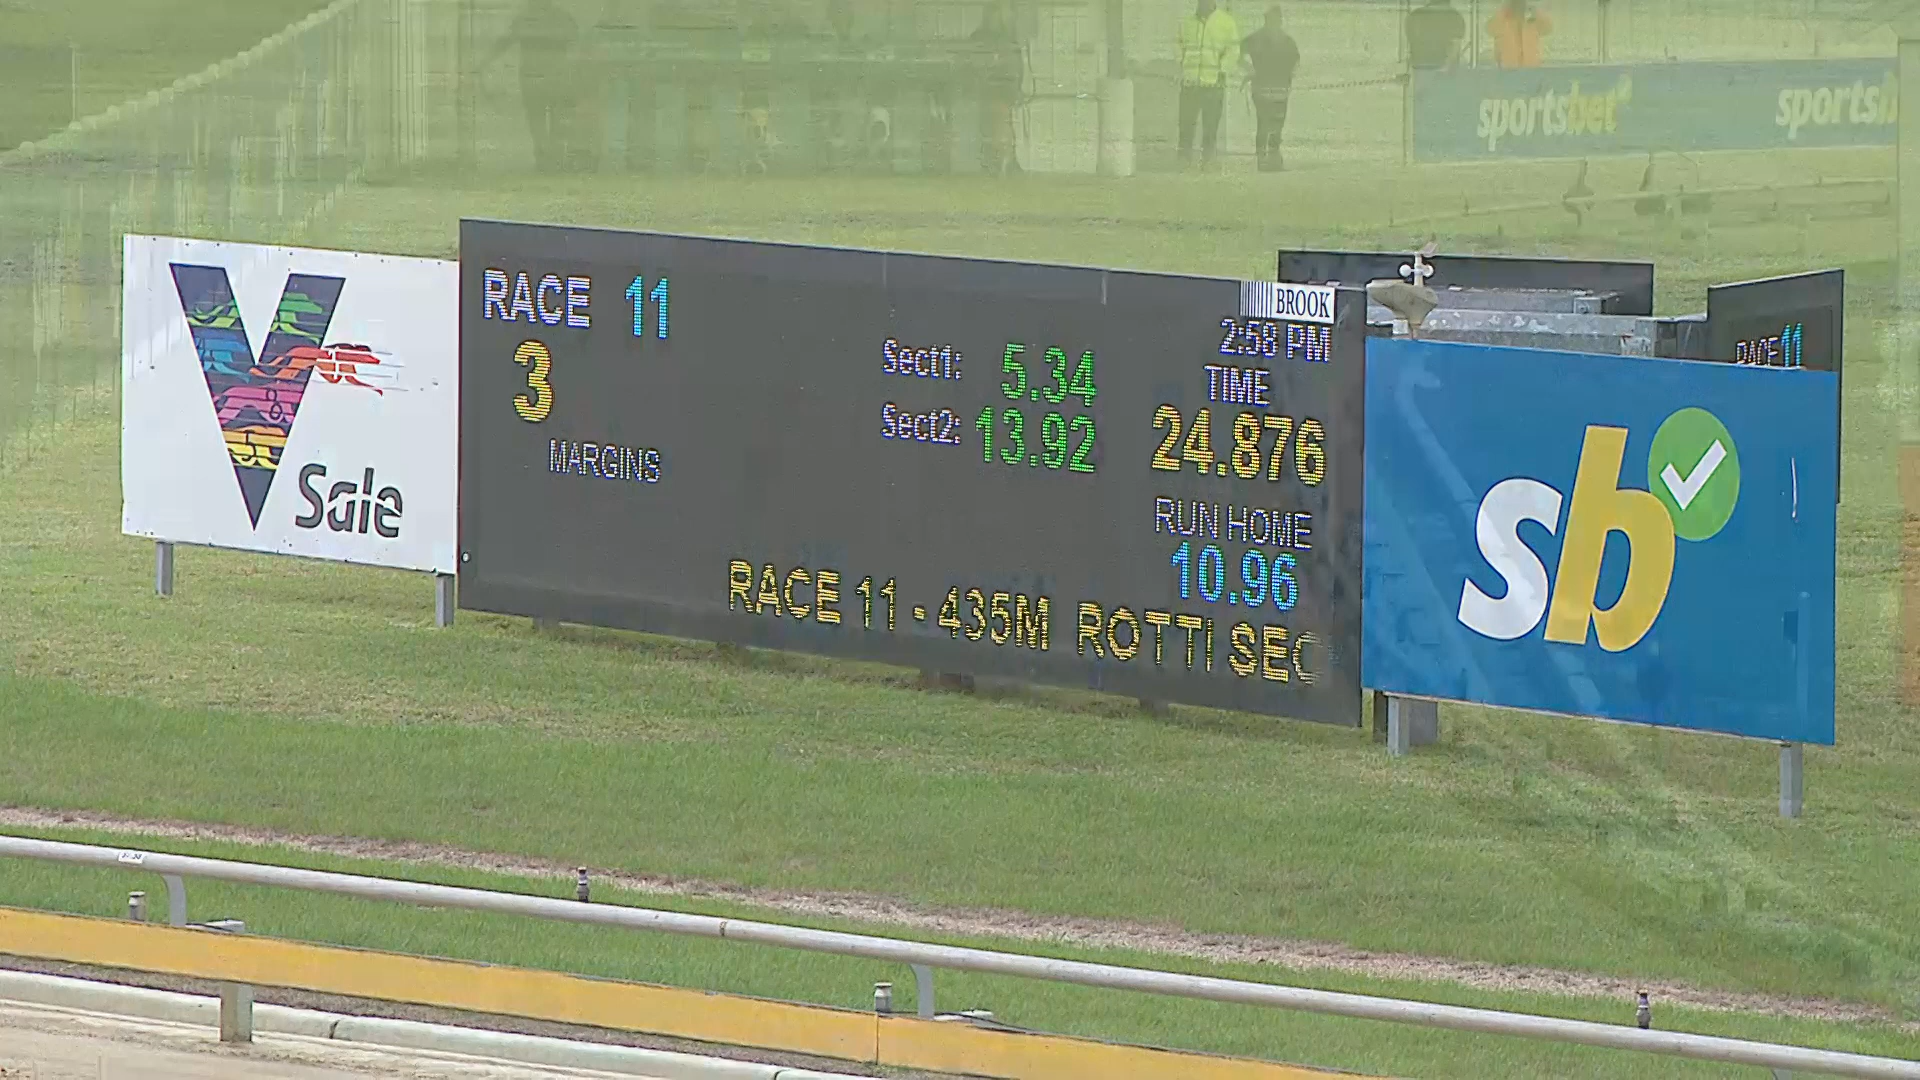 sportsbet
sportsb
Sale
RACE 11
3
MARGINS
BROOK
2:58 PM
Sect1: 5.34
TIME
Sect2: 13.92
24.876
RUN HOME
10.96
RACE 11 - 435M ROTTI SEC
RACE 11
sb